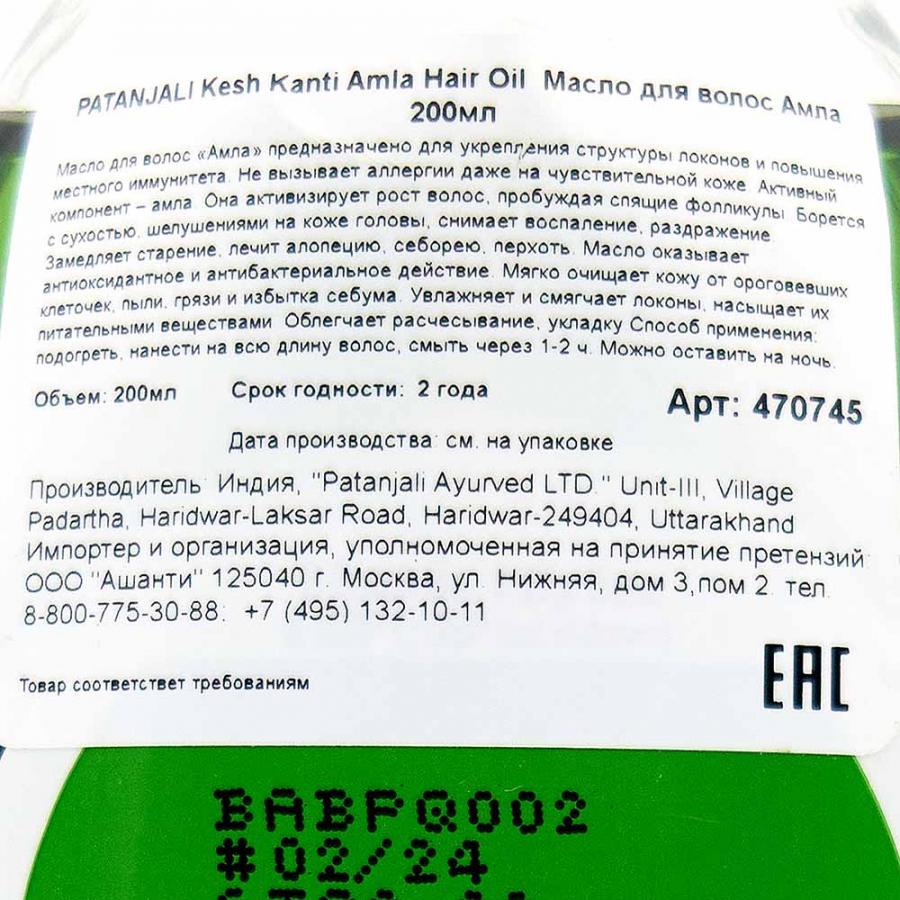 PATANJALI Kesh Kanti Amla Hair Oil Масло для волос Амла
200мл
Масло для волос «Амла» предназначено для укрепления структуры локонов и повышения
местного иммунитета. Не вызывает аллергии даже на чувствительной коже. Активный
компонент – амла. Она активизирует рост волос, пробуждая спящие фолликулы. Борется
с сухостью, шелушениями на коже головы, снимает воспаление, раздражение.
Замедляет старение, лечит алопецию, себорею, перхоть. Масло оказывает
антиоксидантное и антибактериальное действие. Мягко очищает кожу от ороговевших
клеточек, пыли, грязи и избытка себума. Увлажняет и смягчает локоны, насыщает их
питательными веществами. Облегчает расчесывание, укладку Способ применения:
подогреть, нанести на всю длину волос, смыть через 1-2 ч. Можно оставить на ночь.
Объем: 200мл Срок годности: 2 года Арт: 470745
Дата производства: см. на упаковке
Производитель: Индия, "Patanjali Ayurved LTD." Unit-III, Village
Padartha, Haridwar-Laksar Road, Haridwar-249404, Uttarakhand
Импортер и организация, уполномоченная на принятие претензий:
ООО "Ашанти" 125040 г. Москва, ул. Нижняя, дом 3,пом 2. тел.
8-800-775-30-88; +7 (495) 132-10-11
Товар соответствет требованиям EAC
BABPQ002
#02/24